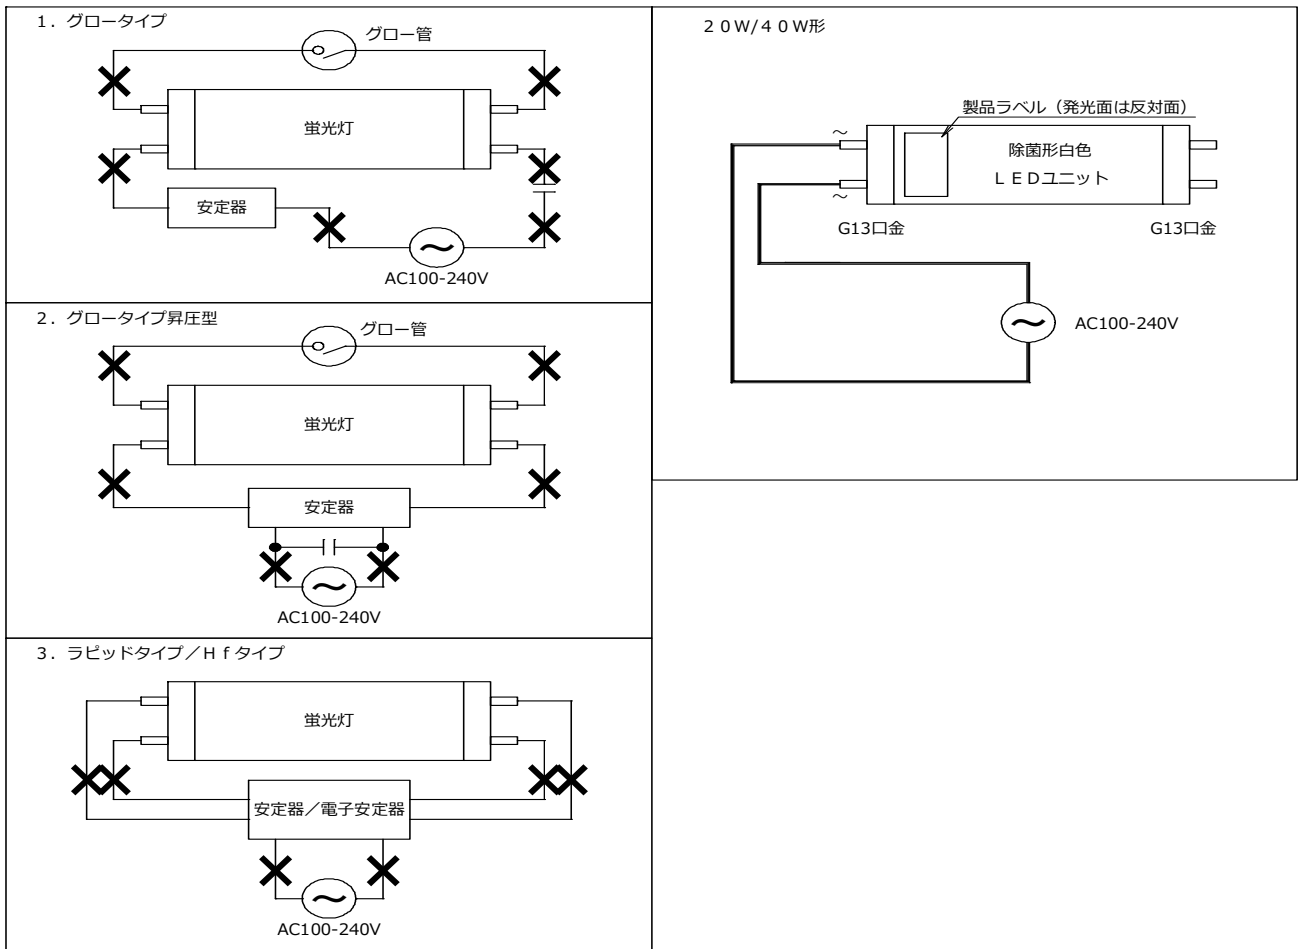 1．グロータイプ
グロー管
蛍光灯
安定器
AC100-240V
2．グロータイプ昇圧型
グロー管
蛍光灯
安定器
AC100-240V
3．ラピッドタイプ／Ｈｆタイプ
蛍光灯
安定器／電子安定器
AC100-240V
２０W/４０W形
製品ラベル（発光面は反対面）
～
除菌形白色
ＬＥＤユニット
～
G13口金
G13口金
AC100-240V